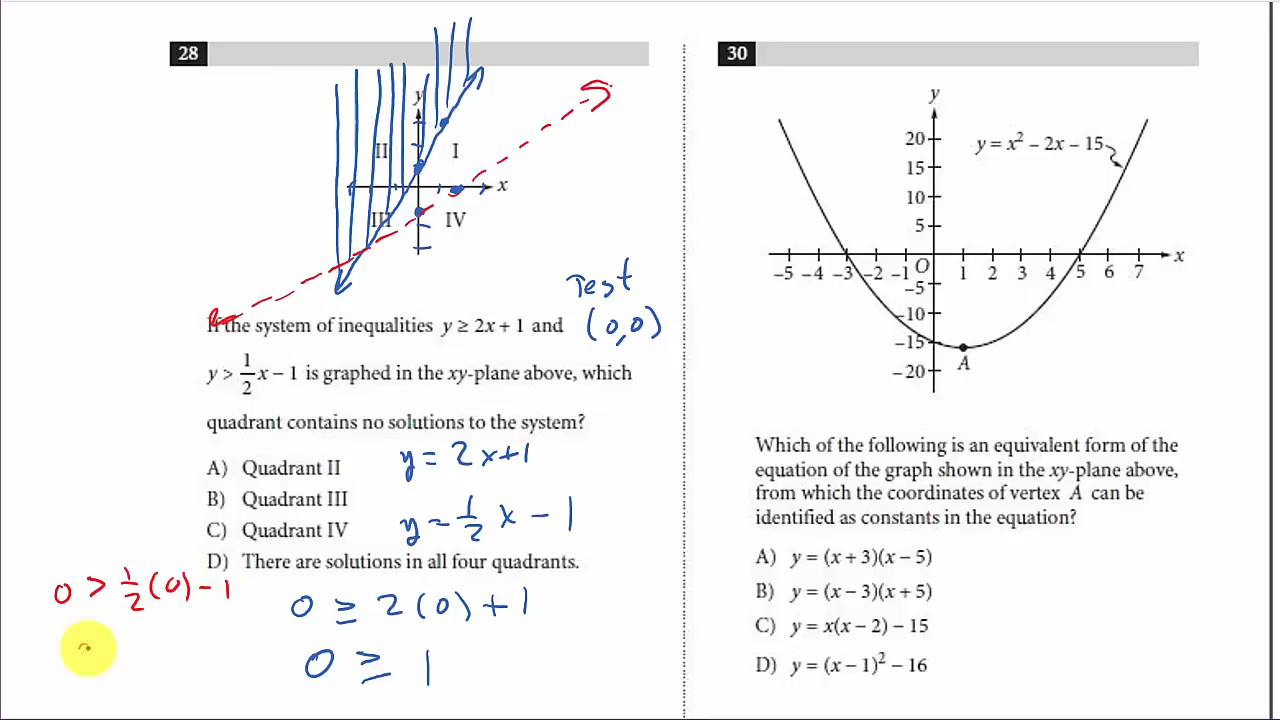 28
y
II
I
x
III
IV
Test
(0,0)
If the system of inequalities y ≥ 2x + 1 and
y > 1/2 x − 1 is graphed in the xy-plane above, which
quadrant contains no solutions to the system?
A) Quadrant II
B) Quadrant III
C) Quadrant IV
D) There are solutions in all four quadrants.
y = 2x+1
y = 1/2 x − 1
0 > 1/2 (0) − 1
0 ≥ 2(0) + 1
0 ≥ 1
30
y
20
15
10
5
y = x² − 2x − 15
−5 −4 −3 −2 −1 O 1 2 3 4 5 6 7 x
−5
−10
−15
−20
A
Which of the following is an equivalent form of the
equation of the graph shown in the xy-plane above,
from which the coordinates of vertex A can be
identified as constants in the equation?
A) y = (x + 3)(x − 5)
B) y = (x − 3)(x + 5)
C) y = x(x − 2) − 15
D) y = (x − 1)² − 16